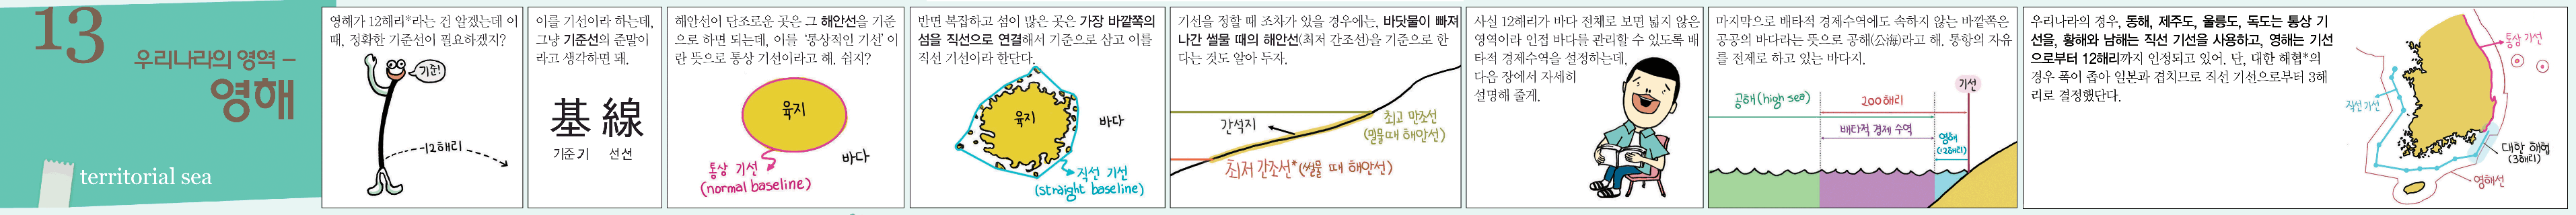 13
우리나라의 영역 –
영해
territorial sea
영해가 12해리*라는 건 알겠는데 이
때, 정확한 기준선이 필요하겠지?
기준!
12해리
이를 기선이라 하는데,
그냥 기준선의 준말이
라고 생각하면 돼.
基 線
기준 기 선 선
해안선이 단조로운 곳은 그 해안선을 기준
으로 하면 되는데, 이를 '통상적인 기선' 이
란 뜻으로 통상 기선이라고 해. 쉽지?
육지
바다
통상 기선
(normal baseline)
반면 복잡하고 섬이 많은 곳은 가장 바깥쪽의
섬을 직선으로 연결해서 기준으로 삼고 이를
직선 기선이라 한단다.
육지
바다
직선 기선
(straight baseline)
기선을 정할 때 조차가 있을 경우에는, 바닷물이 빠져
나간 썰물 때의 해안선(최저 간조선)을 기준으로 한
다는 것도 알아 두자.
간석지
최고 만조선
(밀물 때 해안선)
최저 간조선*(썰물 때 해안선)
사실 12해리가 바다 전체로 보면 넓지 않은
영역이라 인접 바다를 관리할 수 있도록 배
타적 경제수역을 설정하는데,
다음 장에서 자세히
설명해 줄게.
마지막으로 배타적 경제수역에도 속하지 않는 바깥쪽은
공공의 바다라는 뜻으로 공해(公海)라고 해. 통항의 자유
를 전제로 하고 있는 바다지.
기선
공해(high sea)
200해리
배타적 경제 수역
영해
(12해리)
우리나라의 경우, 동해, 제주도, 울릉도, 독도는 통상 기
선을, 황해와 남해는 직선 기선을 사용하고, 영해는 기선
으로부터 12해리까지 인정되고 있어. 단, 대한 해협*의
경우 폭이 좁아 일본과 겹치므로 직선 기선으로부터 3해
리로 결정했단다.
통상 기선
직선 기선
대한 해협
(3해리)
영해선